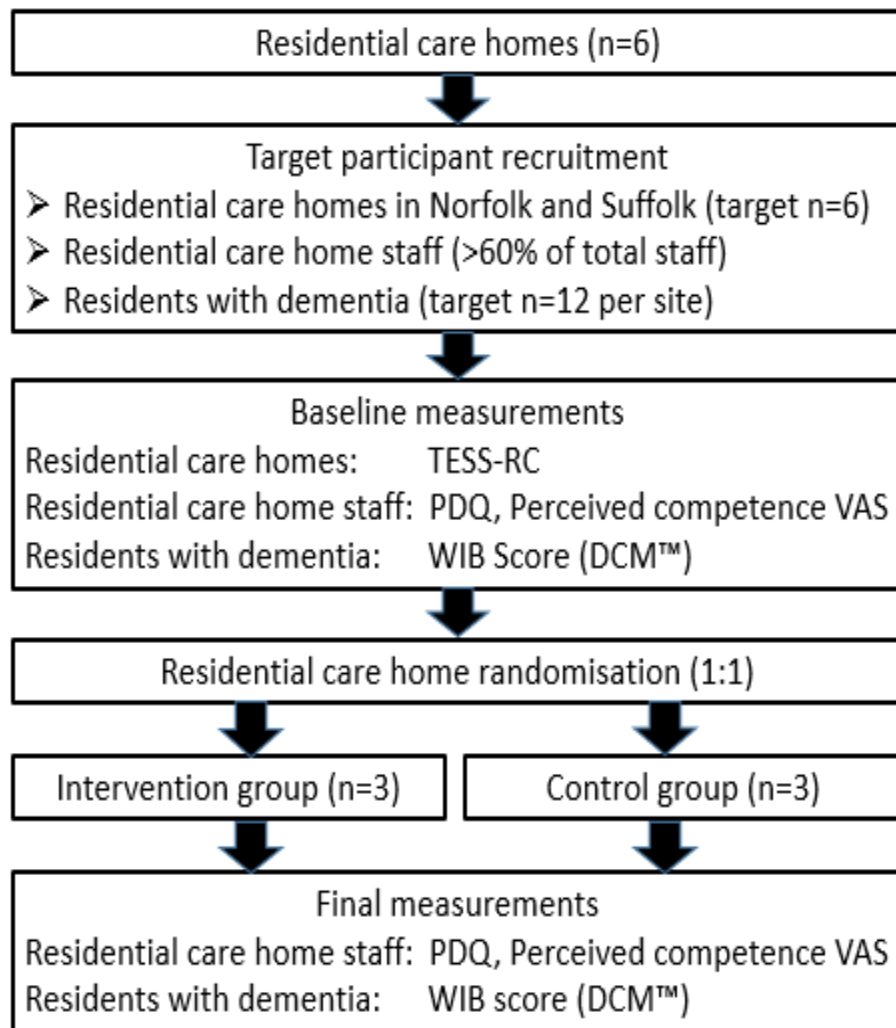 Residential care homes (n=6)
Target participant recruitment
➢ Residential care homes in Norfolk and Suffolk (target n=6)
➢ Residential care home staff (>60% of total staff)
➢ Residents with dementia (target n=12 per site)
Baseline measurements
Residential care homes: TESS-RC
Residential care home staff: PDQ, Perceived competence VAS
Residents with dementia: WIB Score (DCM™)
Residential care home randomisation (1:1)
Intervention group (n=3)
Control group (n=3)
Final measurements
Residential care home staff: PDQ, Perceived competence VAS
Residents with dementia: WIB score (DCM™)